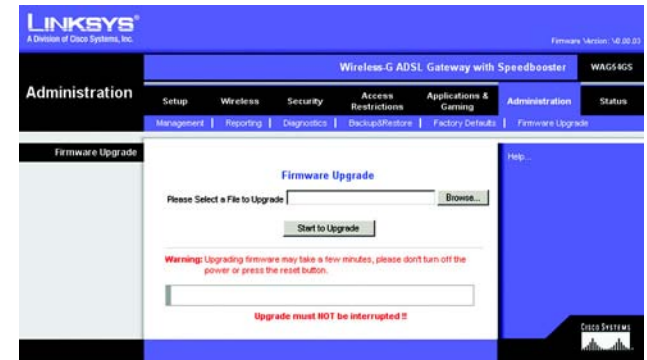 LINKSYS®
A Division of Cisco Systems, Inc.
Firmware Version: V0.00.03
Wireless-G ADSL Gateway with Speedbooster WAG54GS
Administration
Setup Wireless Security Access Restrictions Applications & Gaming Administration Status
Management | Reporting | Diagnostics | Backup&Restore | Factory Defaults | Firmware Upgrade
Firmware Upgrade
Help...
Firmware Upgrade
Please Select a File to Upgrade Browse...
Start to Upgrade
Warning: Upgrading firmware may take a few minutes, please don't turn off the
power or press the reset button.
Upgrade must NOT be interrupted !!
CISCO SYSTEMS